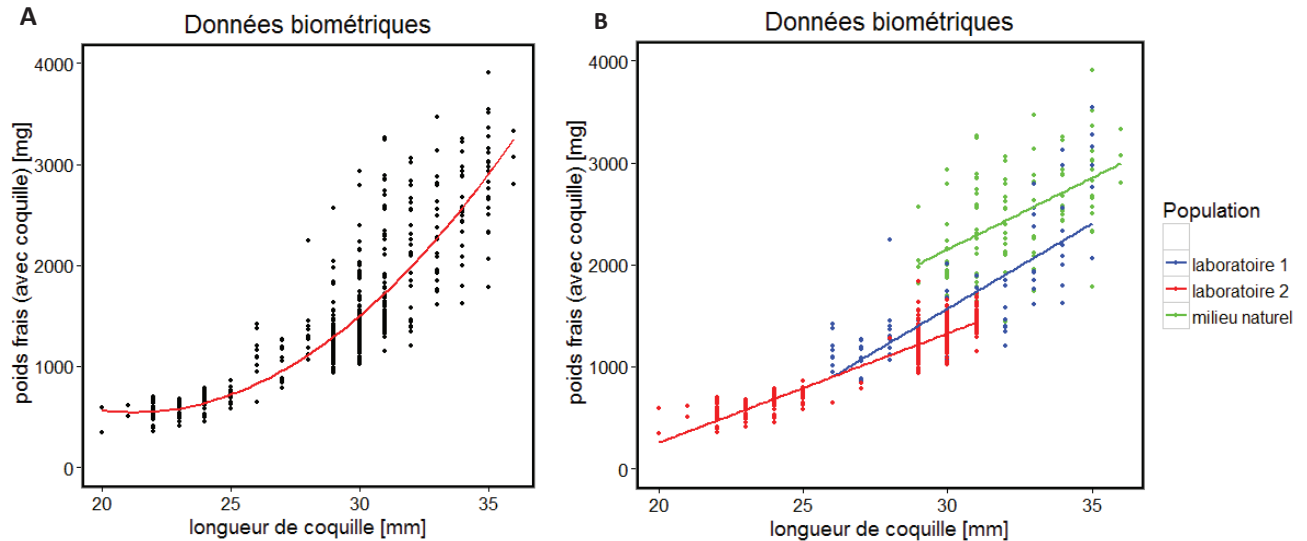 A
Données biométriques
poids frais (avec coquille) [mg]
4000
3000
2000
1000
0
20
25
30
35
longueur de coquille [mm]
B
Données biométriques
poids frais (avec coquille) [mg]
4000
3000
2000
1000
0
20
25
30
35
longueur de coquille [mm]
Population
laboratoire 1
laboratoire 2
milieu naturel